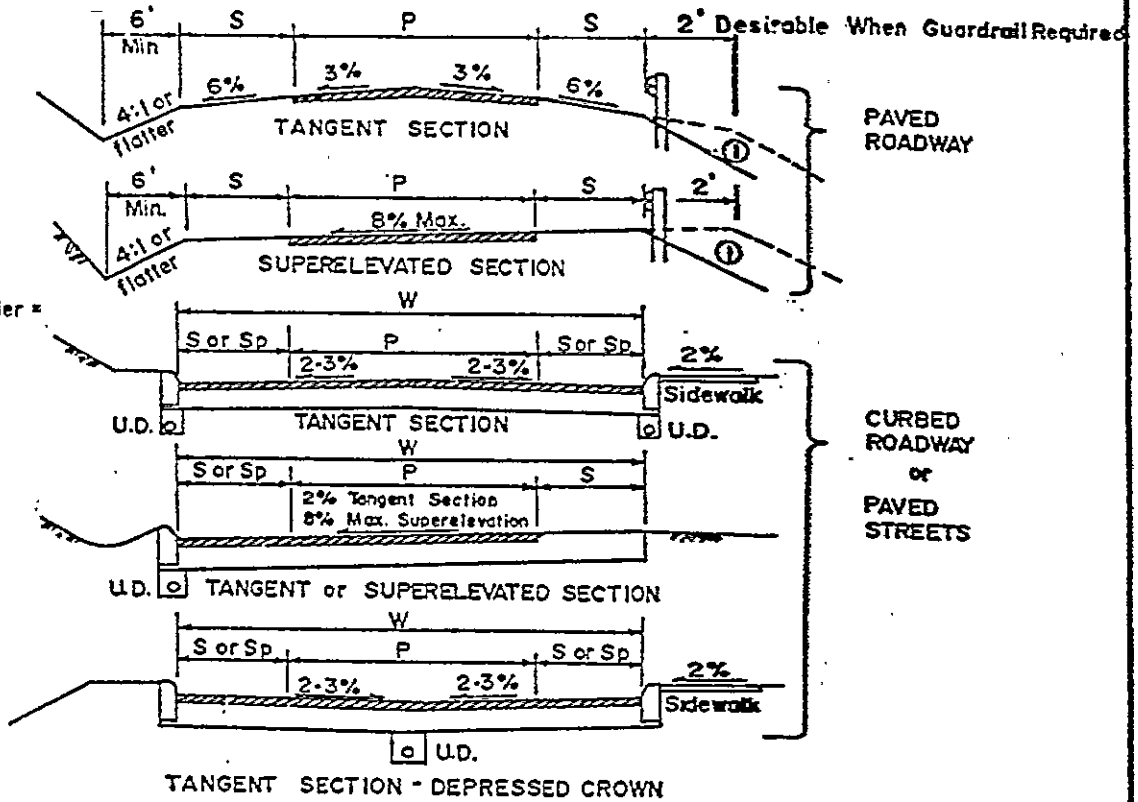 6' S P S 2' Desirable When Guardrail Required
Min
6% 3% 3% 6%
4:1 or
flatter
TANGENT SECTION
①
PAVED
ROADWAY
6' S P S 2'
Min.
8% Max.
4:1 or
flatter
SUPERELEVATED SECTION
①
W
ier =
S or Sp P S or Sp
2-3% 2-3% 2%
Sidewalk
U.D. TANGENT SECTION U.D.
CURBED
ROADWAY
or
PAVED
STREETS
W
S or Sp P S
2% Tangent Section
8% Max. Superelevation
U.D. TANGENT or SUPERELEVATED SECTION
W
S or Sp P S or Sp
2-3% 2-3% 2%
Sidewalk
U.D.
TANGENT SECTION - DEPRESSED CROWN